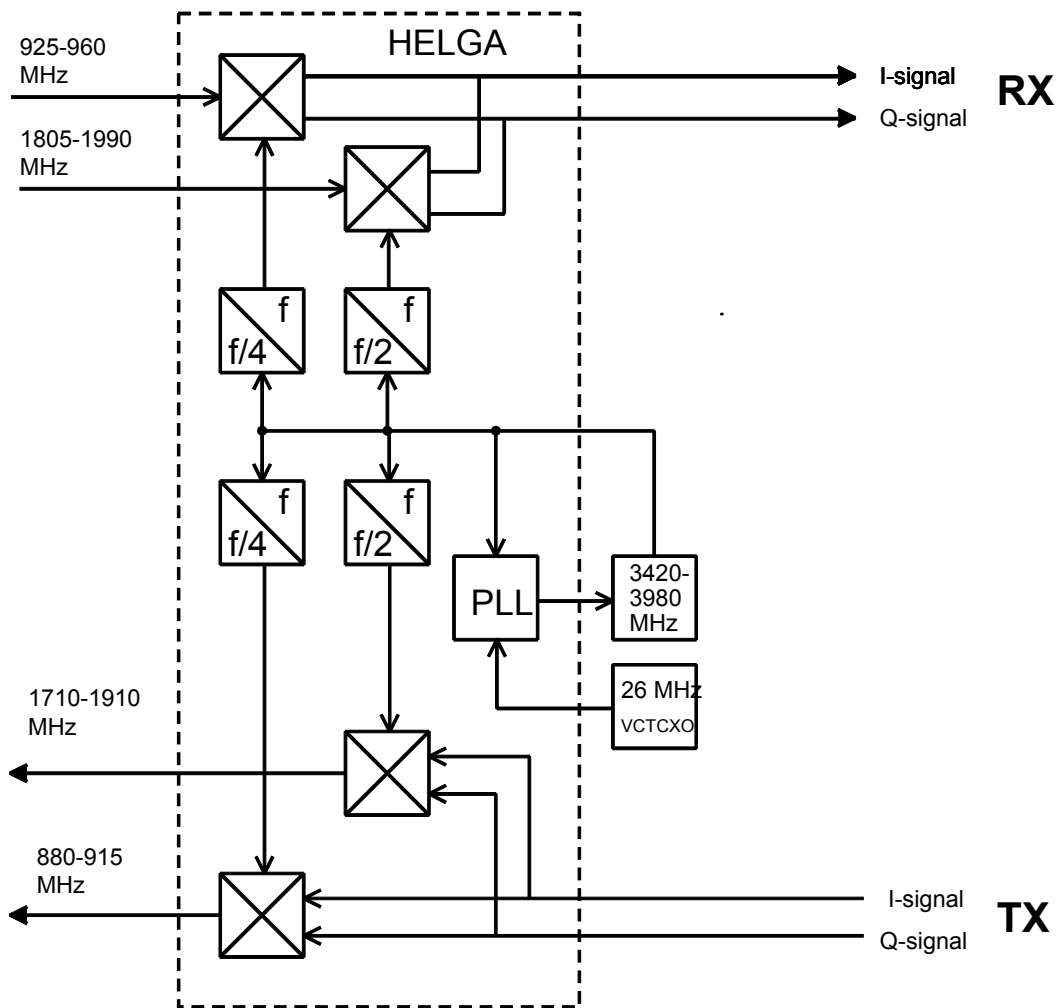 HELGA
925-960
MHz
I-signal
RX
Q-signal
1805-1990
MHz
f
f/4
f
f/2
f
f/4
f
f/2
PLL
3420-
3980
MHz
26 MHz
VCTCXO
1710-1910
MHz
880-915
MHz
I-signal
TX
Q-signal